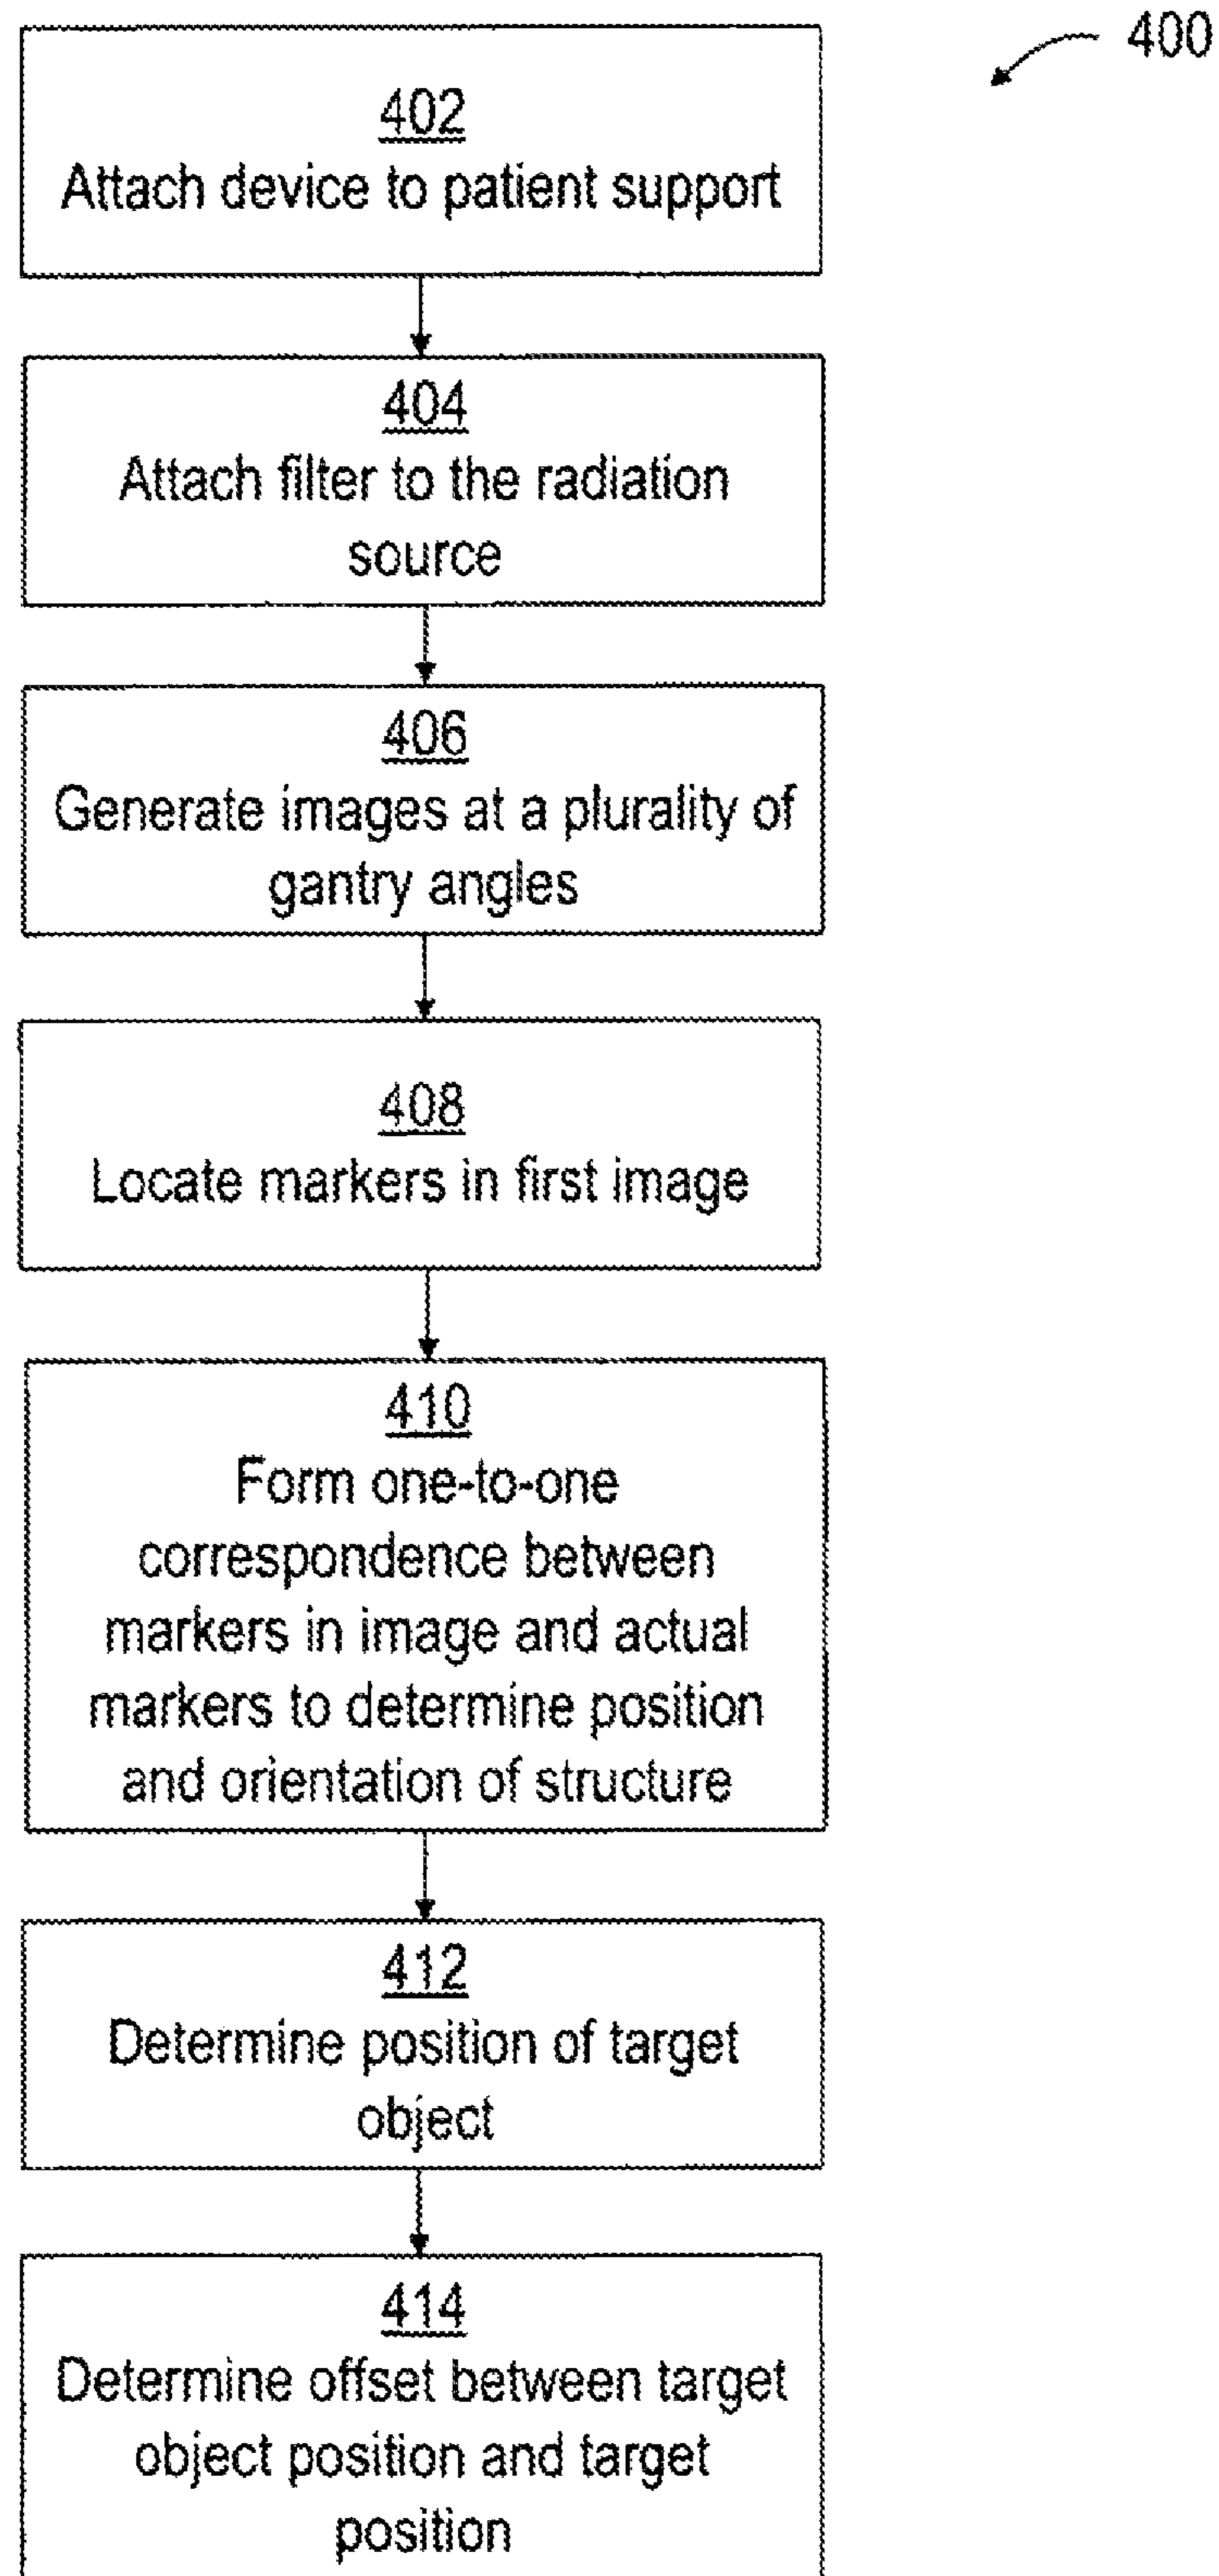 400
402
Attach device to patient support
404
Attach filter to the radiation
source
406
Generate images at a plurality of
gantry angles
408
Locate markers in first image
410
Form one-to-one
correspondence between
markers in image and actual
markers to determine position
and orientation of structure
412
Determine position of target
object
414
Determine offset between target
object position and target
position